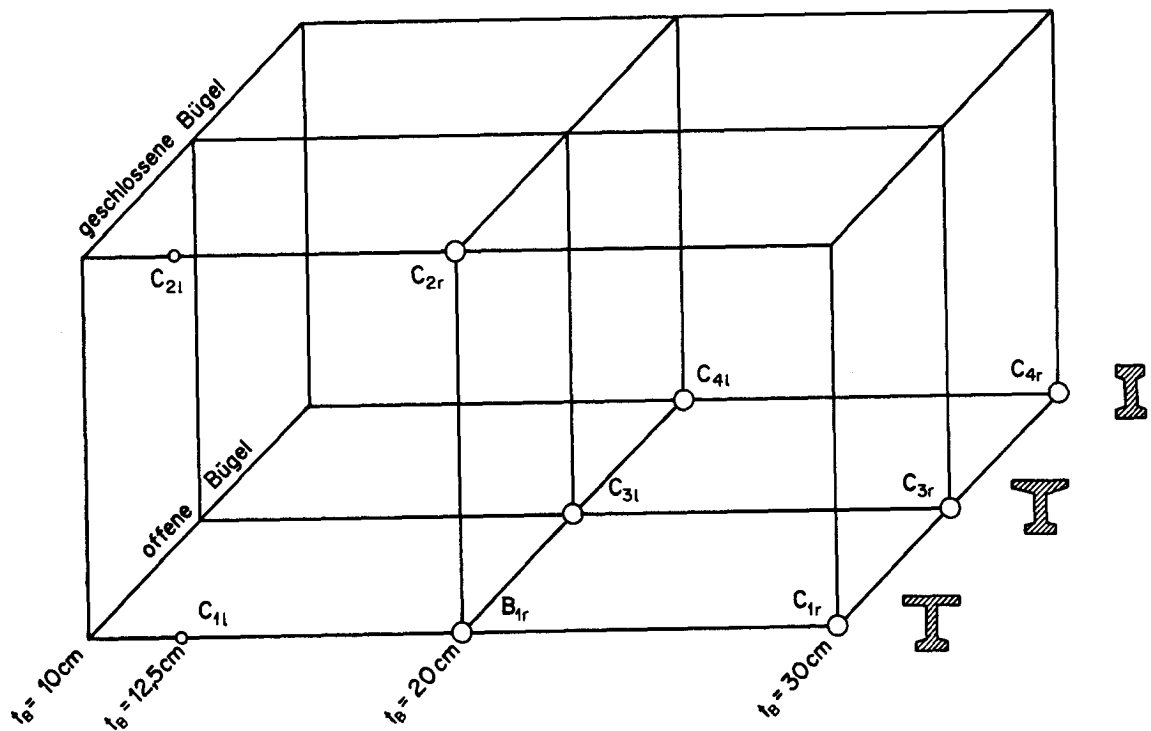 geschlossene Bügel
C2l
C2r
C4l
C4r
offene Bügel
C3l
C3r
C1l
B1r
C1r
tB = 10cm
tB = 12,5cm
tB = 20cm
tB = 30cm